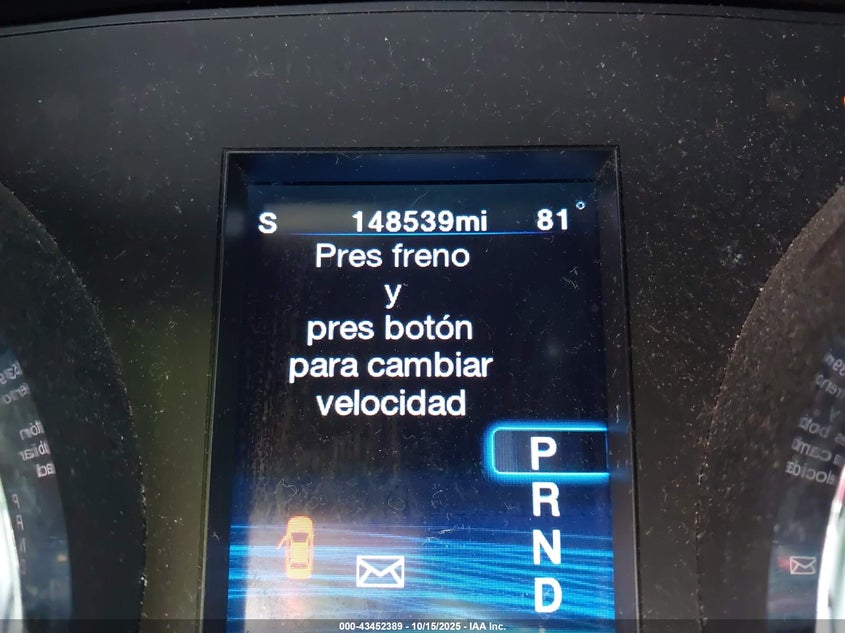 S 148539mi 81°
Pres freno
y
pres botón
para cambiar
velocidad
P
R
N
D
000-43452389 - 10/15/2025 - IAA Inc.